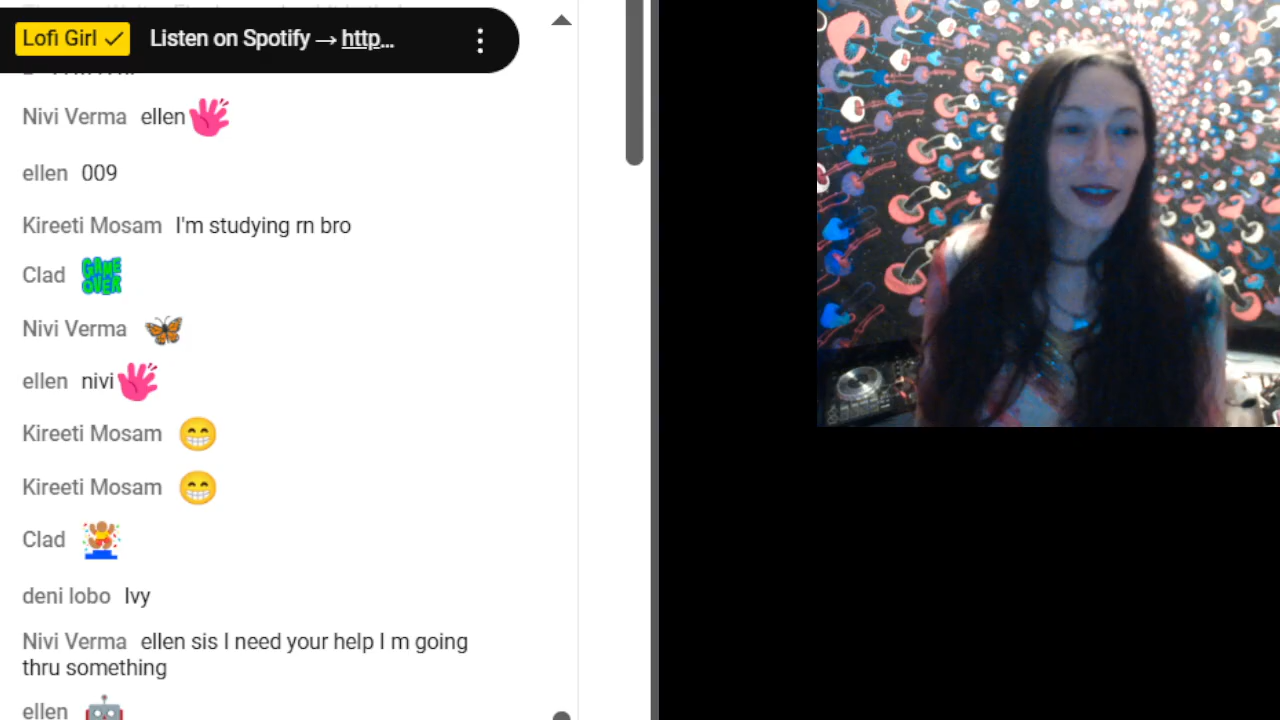 Lofi Girl Listen on Spotify → http...
Nivi Verma ellen
ellen 009
Kireeti Mosam I'm studying rn bro
Clad GAME OVER
Nivi Verma
ellen nivi
Kireeti Mosam
Kireeti Mosam
Clad
deni lobo Ivy
Nivi Verma ellen sis I need your help I m going
thru something
ellen